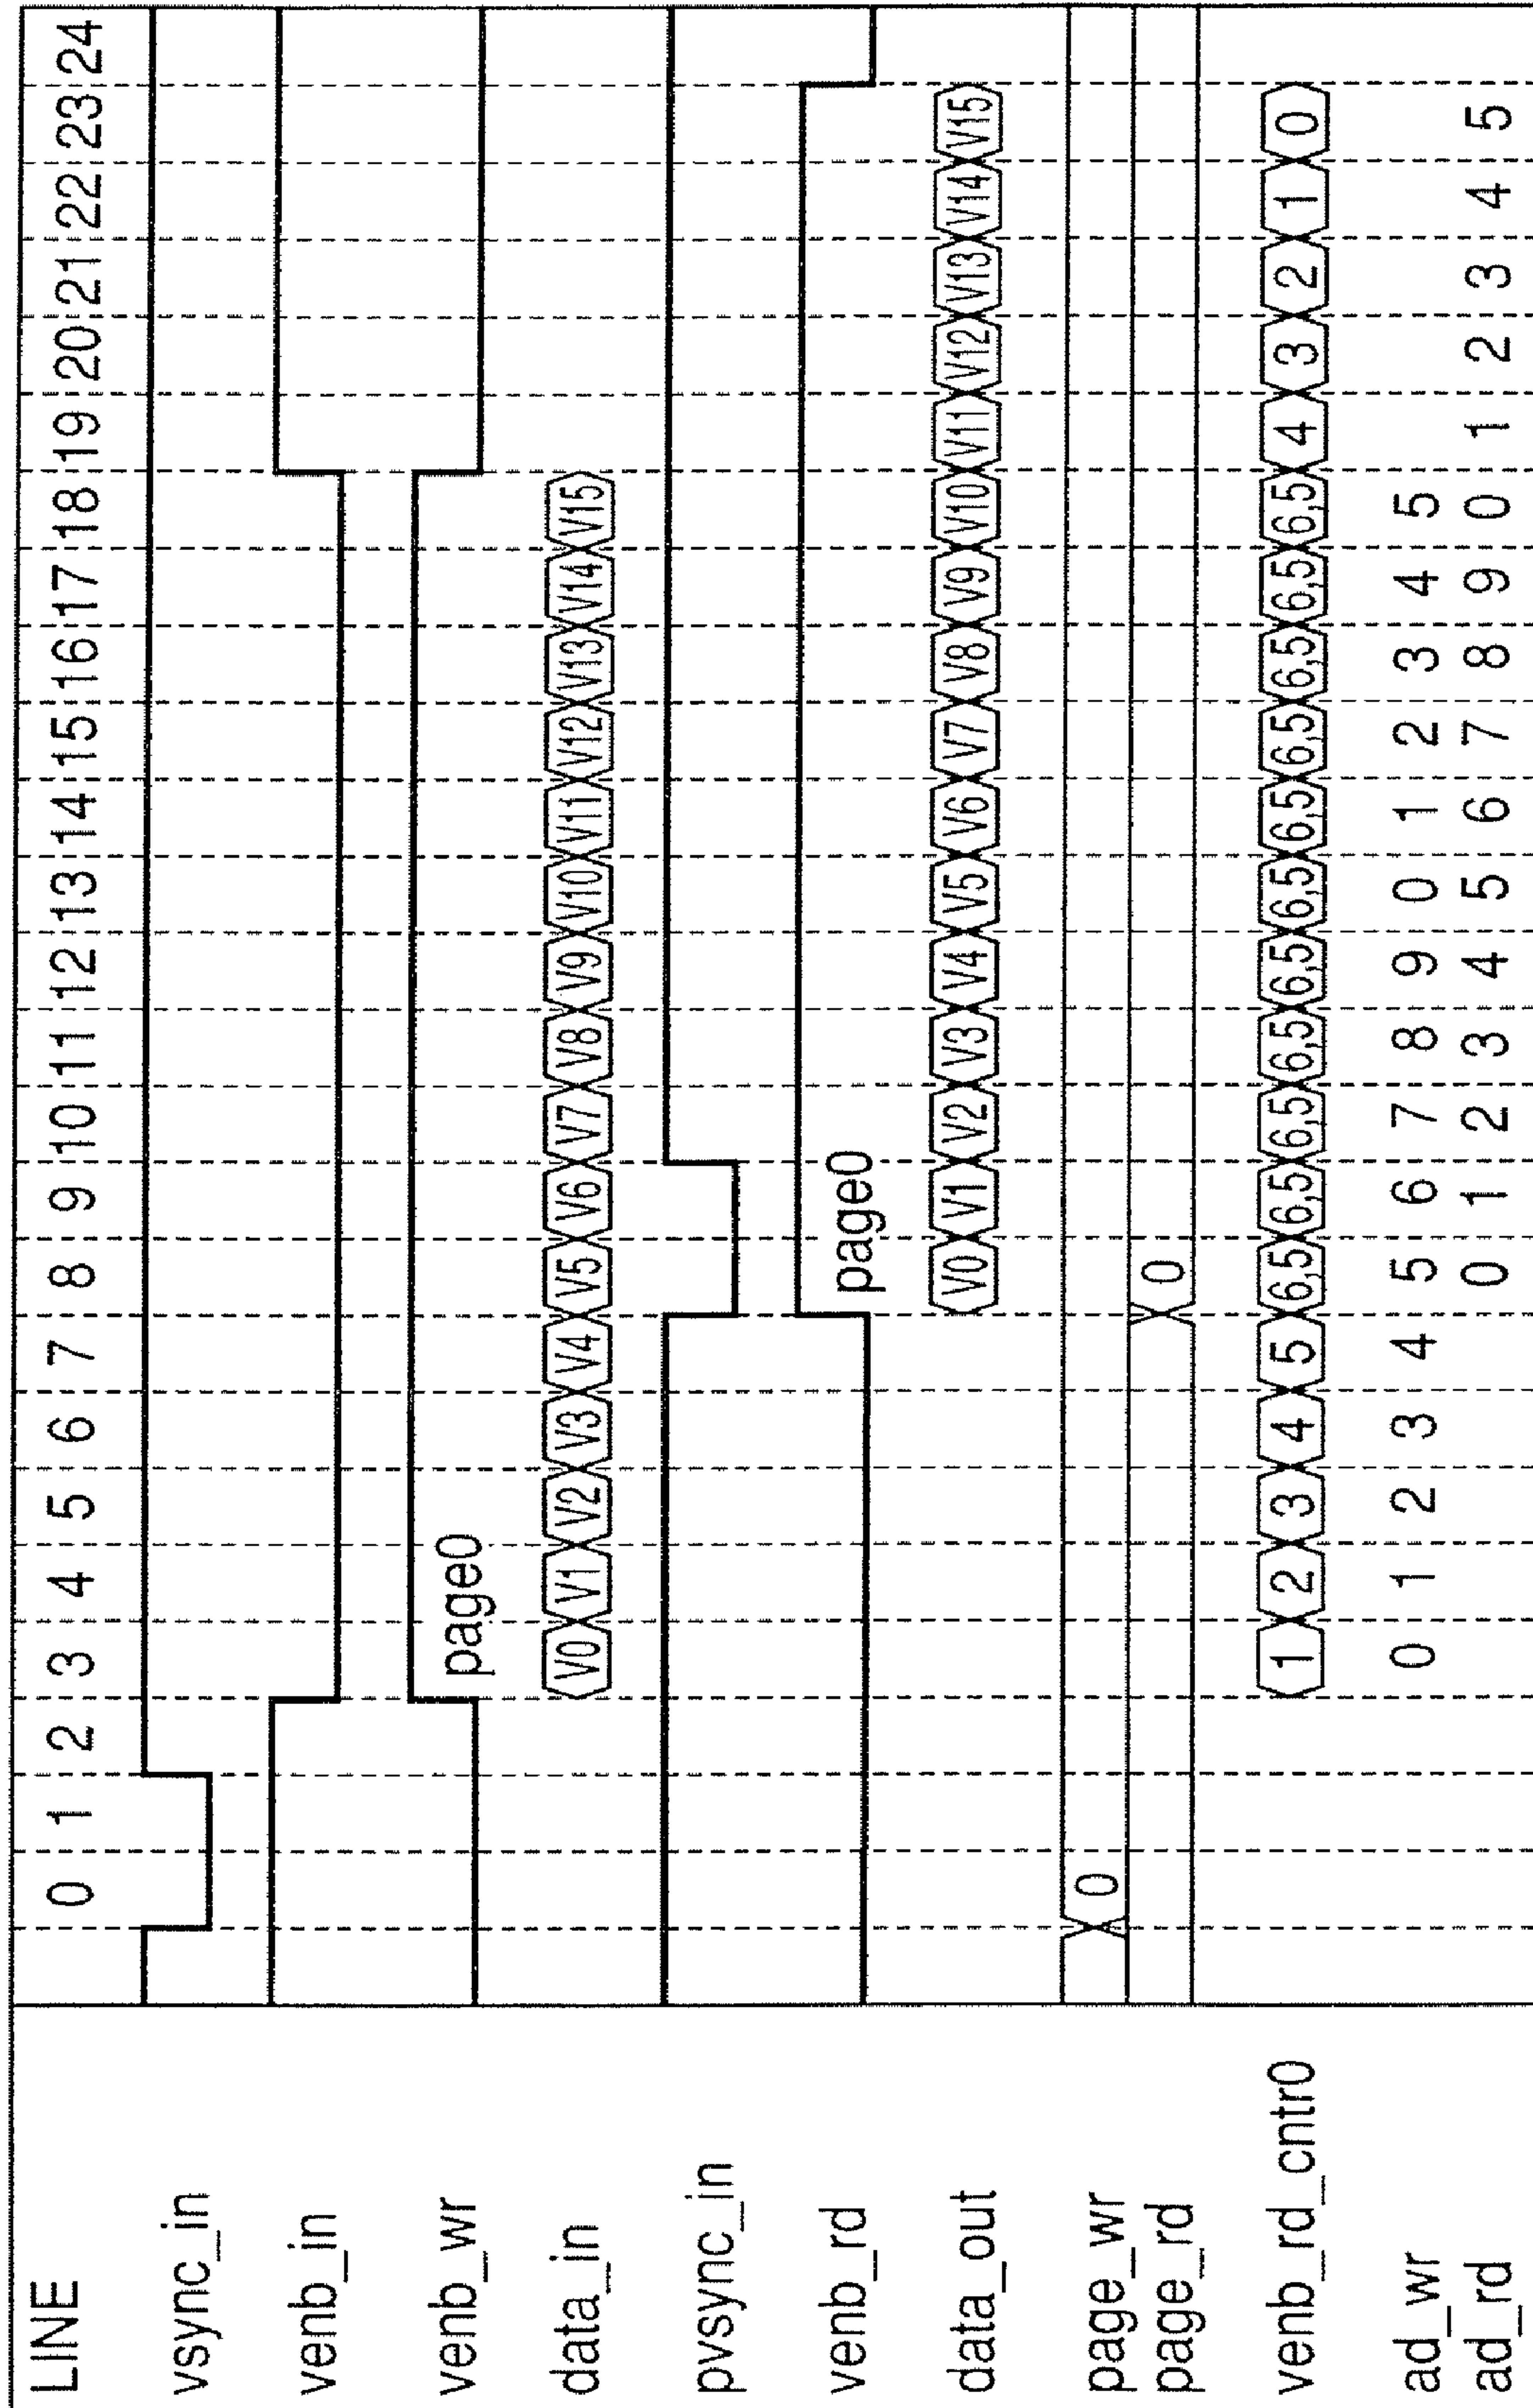 LINE 0 1 2 3 4 5 6 7 8 9 10 11 12 13 14 15 16 17 18 19 20 21 22 23 24
vsync_in
venb_in
venb_wr page0
data_in V0 V1 V2 V3 V4 V5 V6 V7 V8 V9 V10 V11 V12 V13 V14 V15
pvsync_in
venb_rd page0
data_out V0 V1 V2 V3 V4 V5 V6 V7 V8 V9 V10 V11 V12 V13 V14 V15
page_wr 0
page_rd 0
venb_rd_cntr0 1 2 3 4 5 6,5 6,5 6,5 6,5 6,5 6,5 6,5 6,5 6,5 6,5 6,5 4 3 2 1 0
ad_wr 0 1 2 3 4 5 6 7 8 9 0 1 2 3 4 5
ad_rd 0 1 2 3 4 5 6 7 8 9 0 1 2 3 4 5